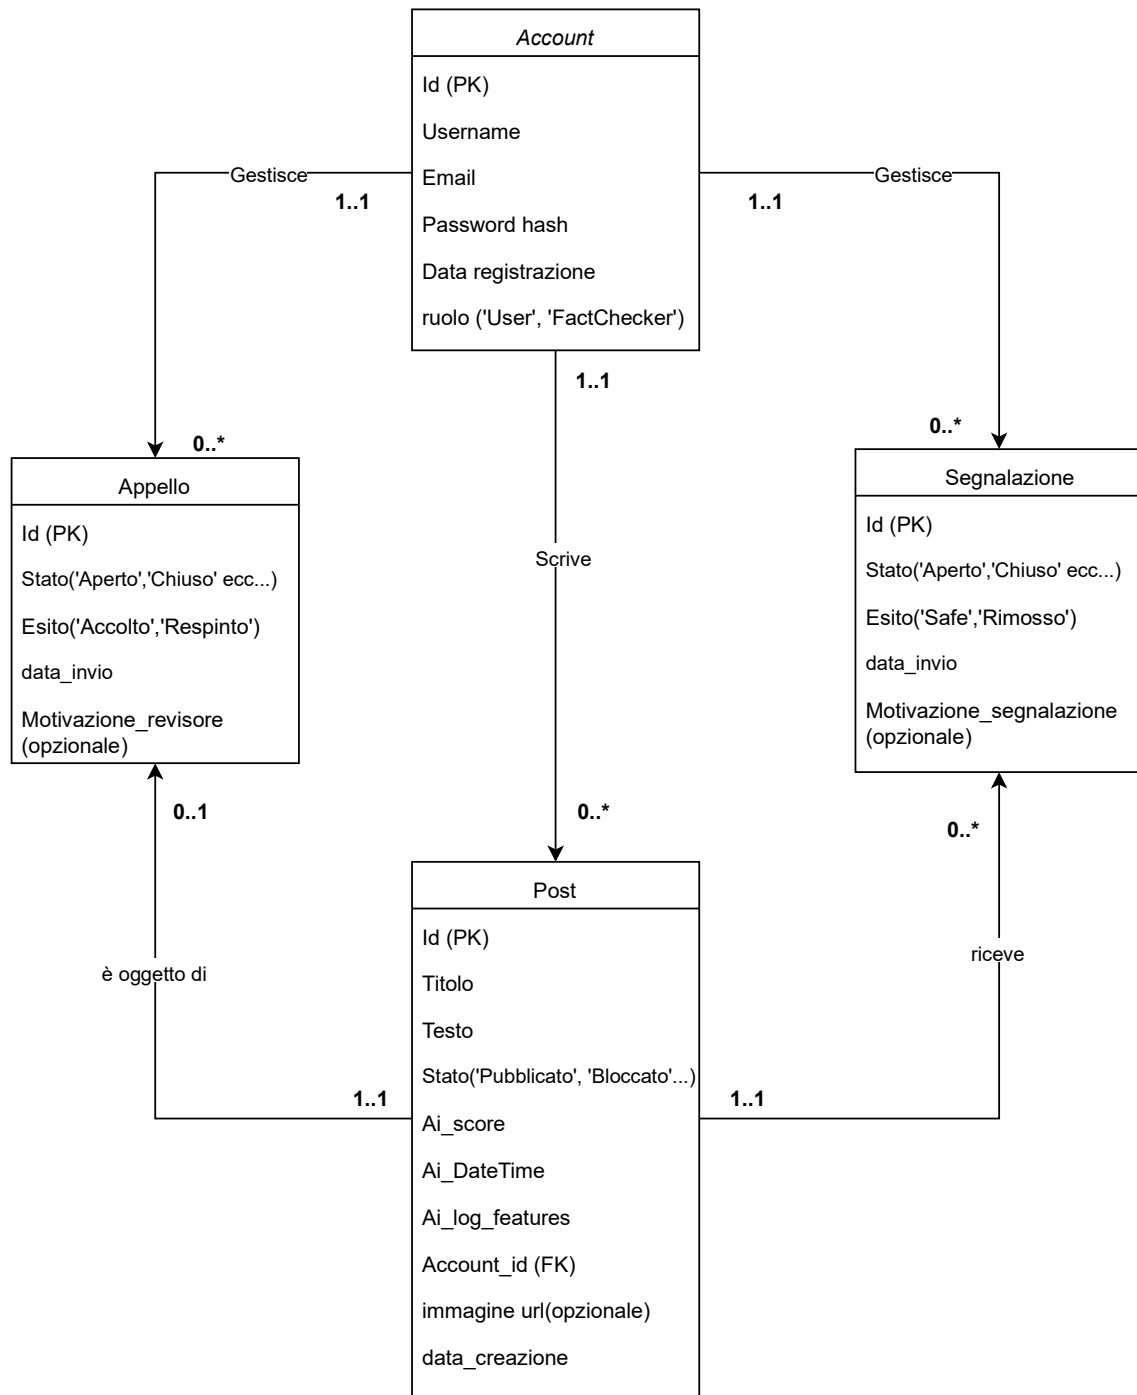 Account
Id (PK)
Username
Email
Password hash
Data registrazione
ruolo ('User', 'FactChecker')
Gestisce
1..1
Gestisce
1..1
1..1
0..*
0..*
Appello
Id (PK)
Stato('Aperto','Chiuso' ecc...)
Esito('Accolto','Respinto')
data_invio
Motivazione_revisore
(opzionale)
Scrive
Segnalazione
Id (PK)
Stato('Aperto','Chiuso' ecc...)
Esito('Safe','Rimosso')
data_invio
Motivazione_segnalazione
(opzionale)
0..1
0..*
0..*
è oggetto di
riceve
1..1
1..1
Post
Id (PK)
Titolo
Testo
Stato('Pubblicato', 'Bloccato'...)
Ai_score
Ai_DateTime
Ai_log_features
Account_id (FK)
immagine url(opzionale)
data_creazione